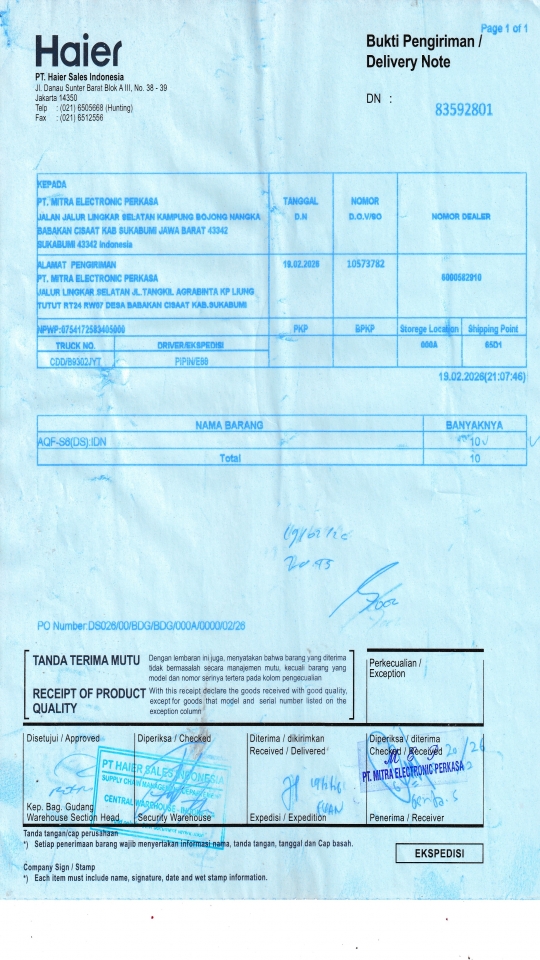 Page 1 of 1
Haier
Bukti Pengiriman /
Delivery Note
PT. Haier Sales Indonesia
Jl. Danau Sunter Barat Blok A III, No. 38 - 39
Jakarta 14350
Telp : (021) 6505668 (Hunting)
Fax : (021) 6512556
DN : 83592801
KEPADA
PT. MITRA ELECTRONIC PERKASA
JALAN JALUR LINGKAR SELATAN KAMPUNG BOJONG NANGKA
BABAKAN CISAAT KAB SUKABUMI JAWA BARAT 43342
SUKABUMI 43342 Indonesia
TANGGAL
D.N
NOMOR
D.O.V/SO
NOMOR DEALER
ALAMAT PENGIRIMAN
PT. MITRA ELECTRONIC PERKASA
JALUR LINGKAR SELATAN JL.TANGKIL AGRABINTA KP LIUNG
TUTUT RT24 RW07 DESA BABAKAN CISAAT KAB.SUKABUMI
19.02.2026
10573782
6000582910
NPWP:0754172583405000
PKP
BPKP
Storege Location
Shipping Point
TRUCK NO.
DRIVER/EKSPEDISI
000A
65D1
CDD/B9302JYT
PIPIN/E88
19.02.2026(21:07:46)
NAMA BARANG
BANYAKNYA
AQF-S6(DS):IDN
10
Total
10
19/02/26
PO Number:DS026/00/BDG/BDG/000A/0000/02/26
TANDA TERIMA MUTU
Dengan lembaran ini juga, menyatakan bahwa barang yang diterima
tidak bermasalah secara manajemen mutu, kecuali barang yang
model dan nomor serinya tertera pada kolom pengecualian
RECEIPT OF PRODUCT
QUALITY
With this receipt declare the goods received with good quality,
except for goods that model and serial number listed on the
exception column
Perkecualian /
Exception
Disetujui / Approved
Diperiksa / Checked
Diterima / dikirimkan
Received / Delivered
Diperiksa / diterima
Checked / Received
PT HAIER SALES INDONESIA
SUPPLY CHAIN MANAGEMENT DEPARTMENT
CENTRAL WAREHOUSE
M E P
PT. MITRA ELECTRONIC PERKASA
Kep. Bag. Gudang
Warehouse Section Head
Security Warehouse
Expedisi / Expedition
Penerima / Receiver
Tanda tangan/cap perusahaan
*) Setiap penerimaan barang wajib menyertakan informasi nama, tanda tangan, tanggal dan Cap basah.
EKSPEDISI
Company Sign / Stamp
*) Each item must include name, signature, date and wet stamp information.